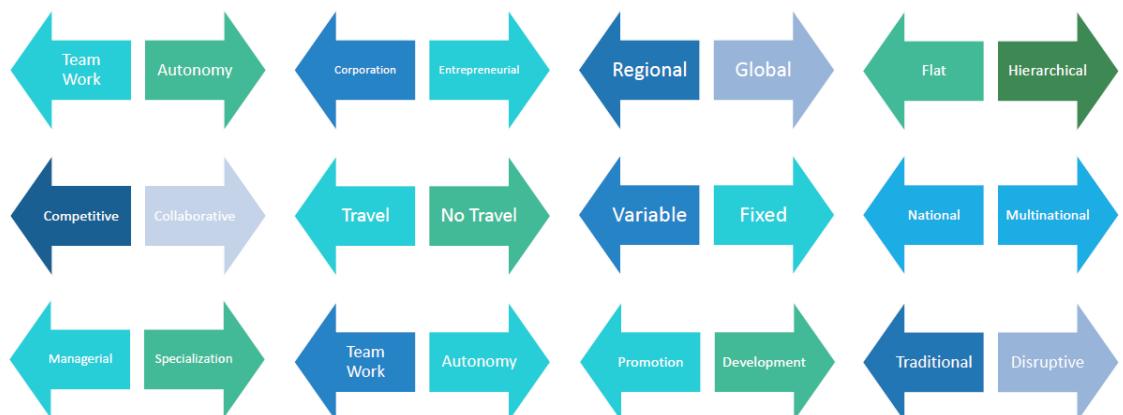 Team
Work
Autonomy
Corporation
Entrepreneurial
Regional
Global
Flat
Hierarchical
Competitive
Collaborative
Travel
No Travel
Variable
Fixed
National
Multinational
Managerial
Specialization
Team
Work
Autonomy
Promotion
Development
Traditional
Disruptive